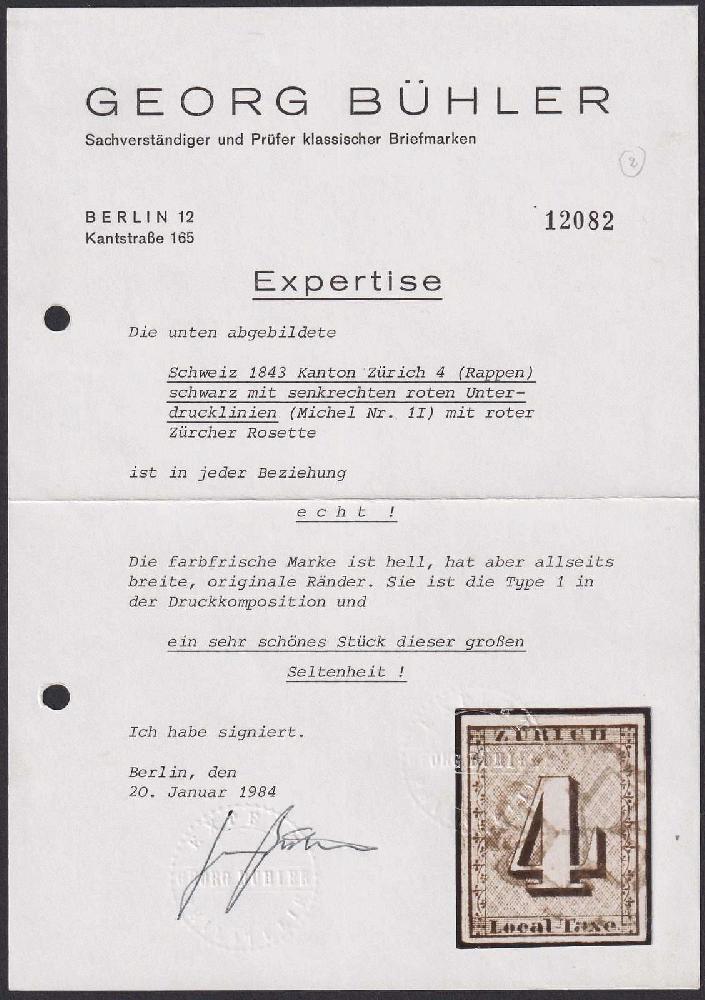 GEORG BÜHLER
Sachverständiger und Prüfer klassischer Briefmarken
2
BERLIN 12
Kantstraße 165
12082
Expertise
Die unten abgebildete
Schweiz 1843 Kanton Zürich 4 (Rappen)
schwarz mit senkrechten roten Unter-
drucklinien (Michel Nr. 1I) mit roter
Zürcher Rosette
ist in jeder Beziehung
echt !
Die farbfrische Marke ist hell, hat aber allseits
breite, originale Ränder. Sie ist die Type 1 in
der Druckkomposition und
ein sehr schönes Stück dieser großen
Seltenheit !
Ich habe signiert.
Berlin, den
20. Januar 1984
GEORG BÜHLER
ZÜRICH
4
Local-Taxe.